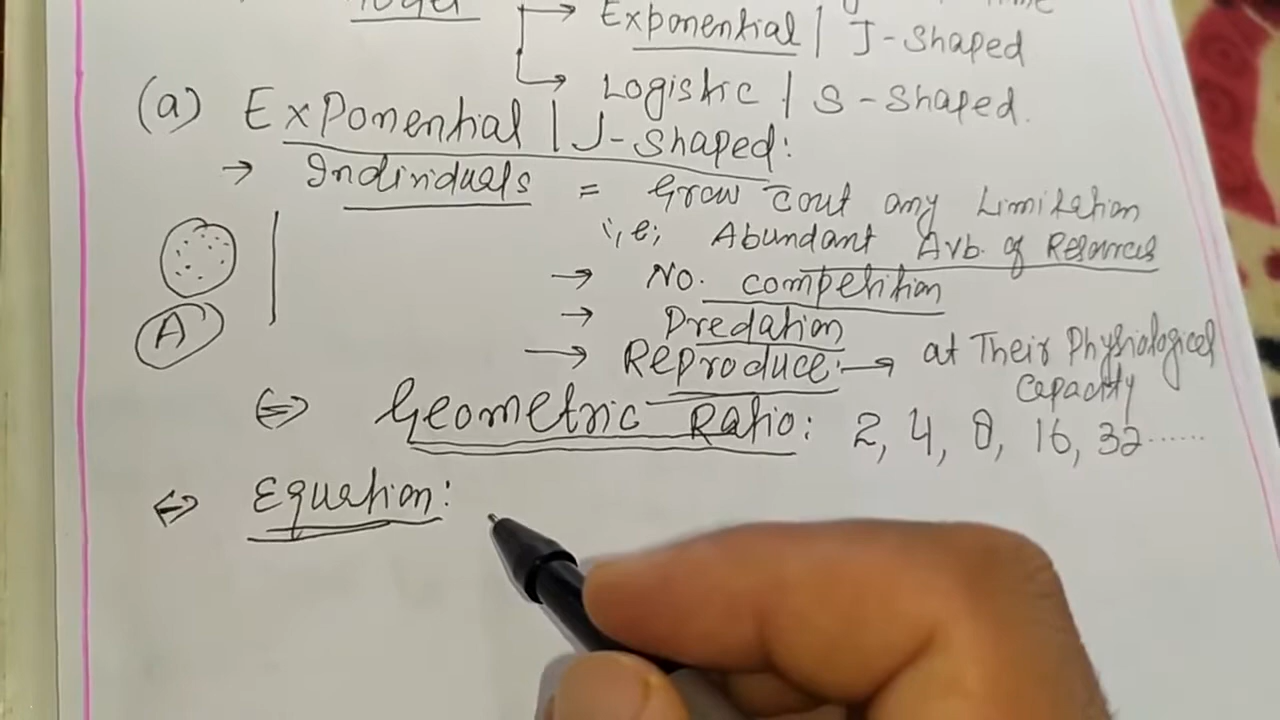 Exponential | J-Shaped
Logistic | S-Shaped.
(a) Exponential | J-Shaped:
→ Individuals = Grow cout any Limitation
i,e; Abundant Avb. of Resources
→ No. competition
→ Predation
→ Reproduce: → at Their Physiological
Capacity
A
⇔ Geometric Ratio: 2, 4, 8, 16, 32......
⇔ Equation: